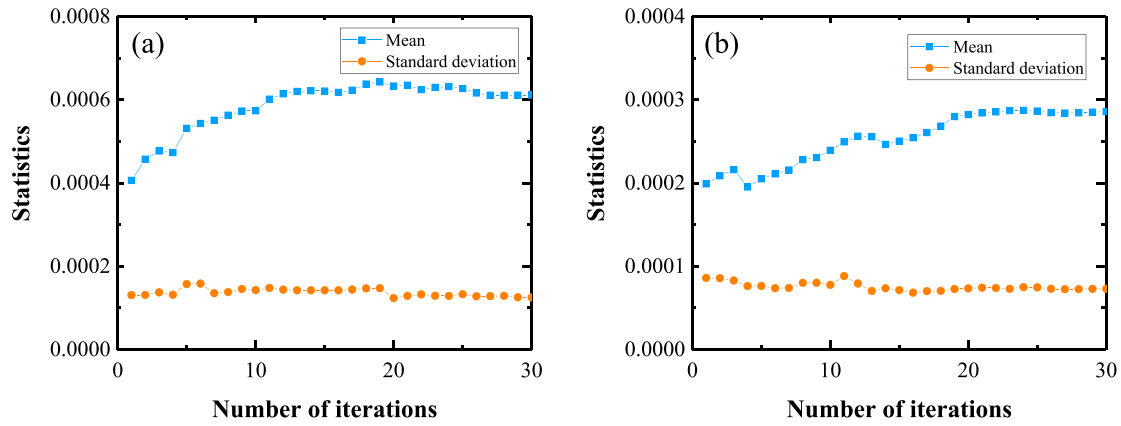 (a)
Mean
Standard deviation
0.0008
0.0006
0.0004
0.0002
0.0000
0
10
20
30
Statistics
Number of iterations
(b)
Mean
Standard deviation
0.0004
0.0003
0.0002
0.0001
0.0000
0
10
20
30
Statistics
Number of iterations